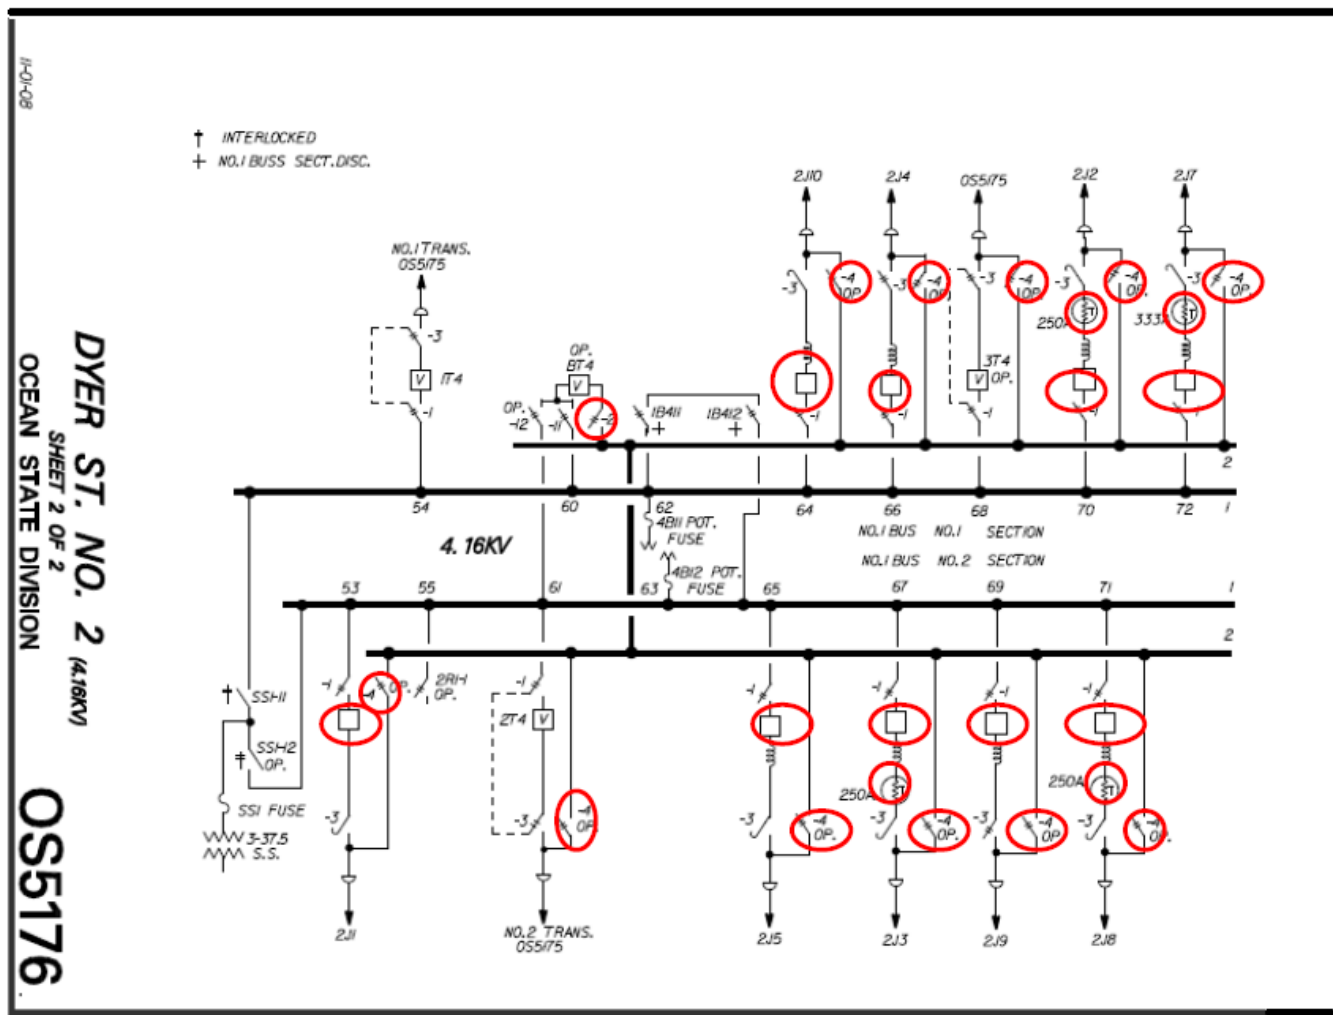 11-01-08
† INTERLOCKED
+ NO.1 BUSS SECT.DISC.
DYER ST. NO. 2 (4.16KV)
SHEET 2 OF 2
OCEAN STATE DIVISION
OS5176
2J10
2J4
OS5175
2J2
2J7
NO.1 TRANS.
OS5175
-3
1T4
-1
OP.
BT4
V
OP.
-12
-11
-2
1B411
+
1B412
+
-3
-4
OP.
-1
-3
-4
OP.
-1
-3
-4
OP.
3T4
OP.
V
-1
-3
-4
OP.
250A
T
-1
-3
-4
OP.
333A
T
-1
2
54
60
62
64
66
68
70
72
1
4B11 POT.
FUSE
4.16KV
NO.1 BUS NO.1 SECTION
NO.1 BUS NO.2 SECTION
4B12 POT.
FUSE
53
55
61
63
65
67
69
71
1
2
SSH1
SSH2
OP.
SS1 FUSE
3-37.5
S.S.
-1
-4
OP.
-3
2J1
2R1-1
OP.
-1
2T4
V
-3
-4
OP.
NO.2 TRANS.
OS5175
-1
-3
-4
OP.
2J5
-1
250A
T
-3
-4
OP.
2J3
-1
-3
-4
OP.
2J9
-1
250A
T
-3
-4
OP.
2J8